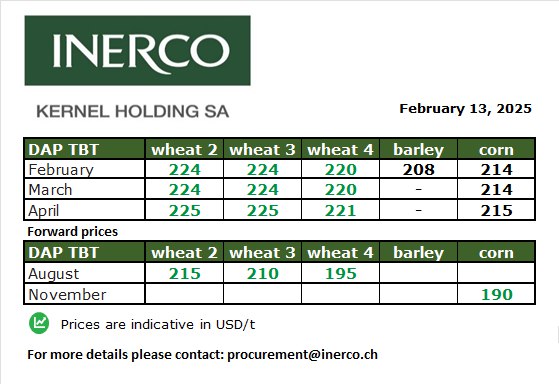 INERCO
KERNEL HOLDING SA
February 13, 2025
DAP TBT wheat 2 wheat 3 wheat 4 barley corn
February 224 224 220 208 214
March 224 224 220 - 214
April 225 225 221 - 215
Forward prices
DAP TBT wheat 2 wheat 3 wheat 4 barley corn
August 215 210 195
November 190
Prices are indicative in USD/t
For more details please contact: procurement@inerco.ch